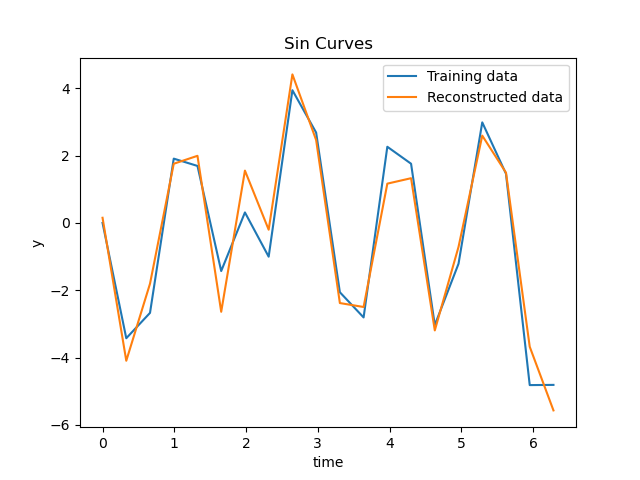 Sin Curves
Training data
Reconstructed data
4
2
0
−2
−4
−6
y
0 1 2 3 4 5 6
time